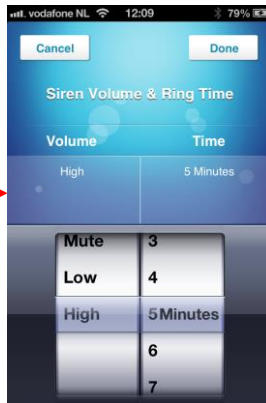 vodafone NL 12:09 79%
Cancel Done
Siren Volume & Ring Time
Volume Time
High 5 Minutes
Mute 3
Low 4
High 5 Minutes
6
7